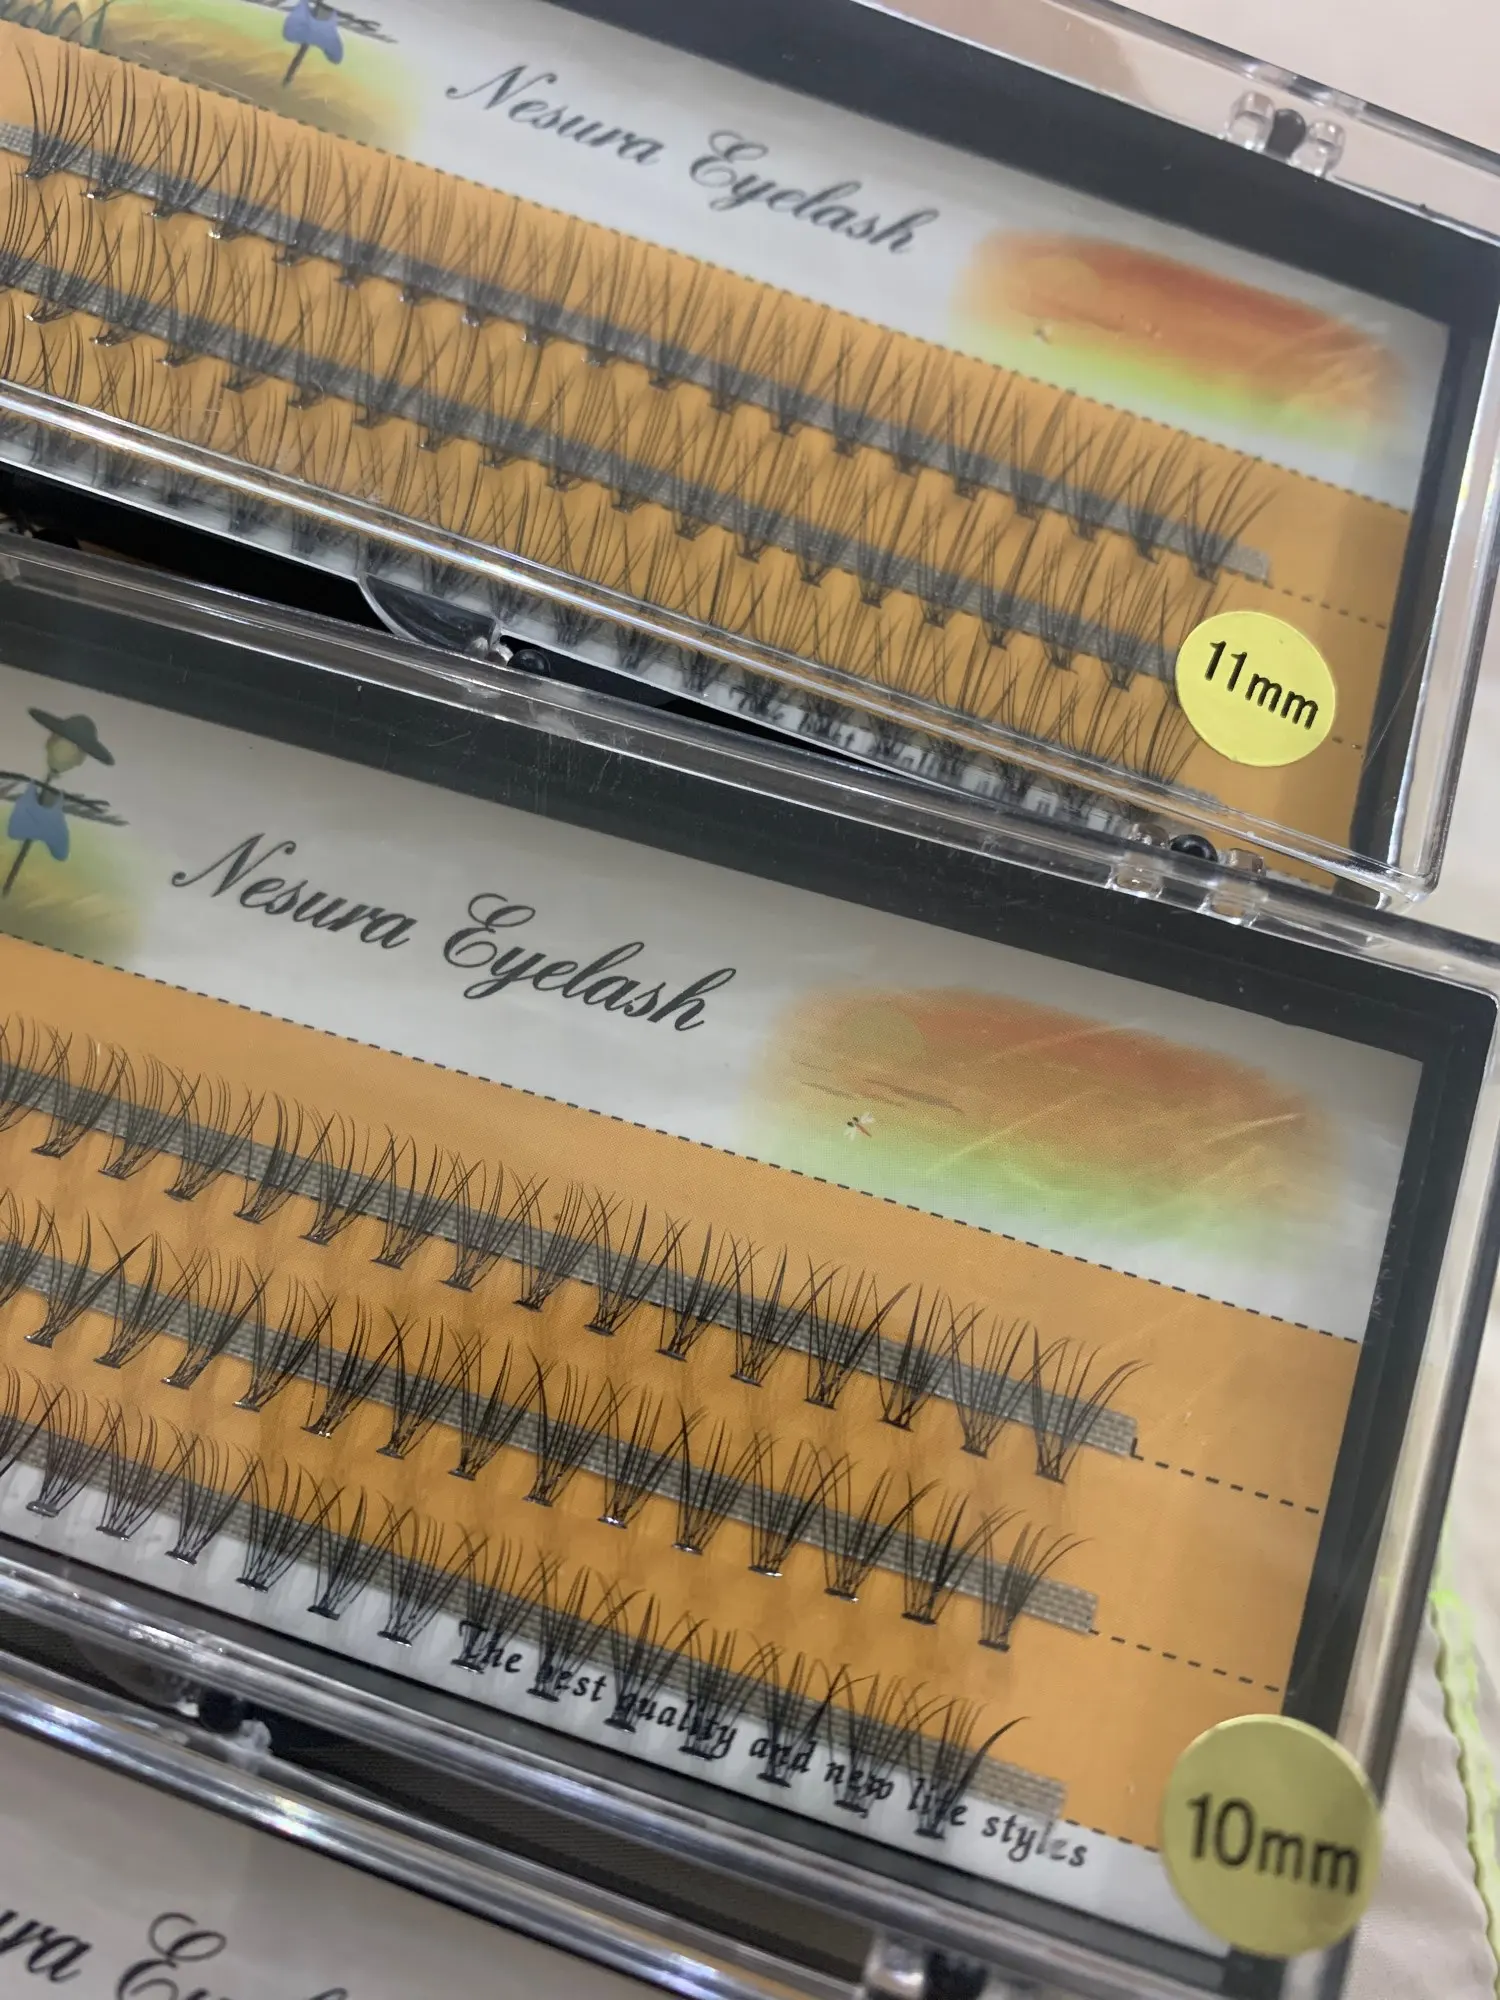 Nesura Eyelash
11mm
Nesura Eyelash
The best quality and new life styles
10mm